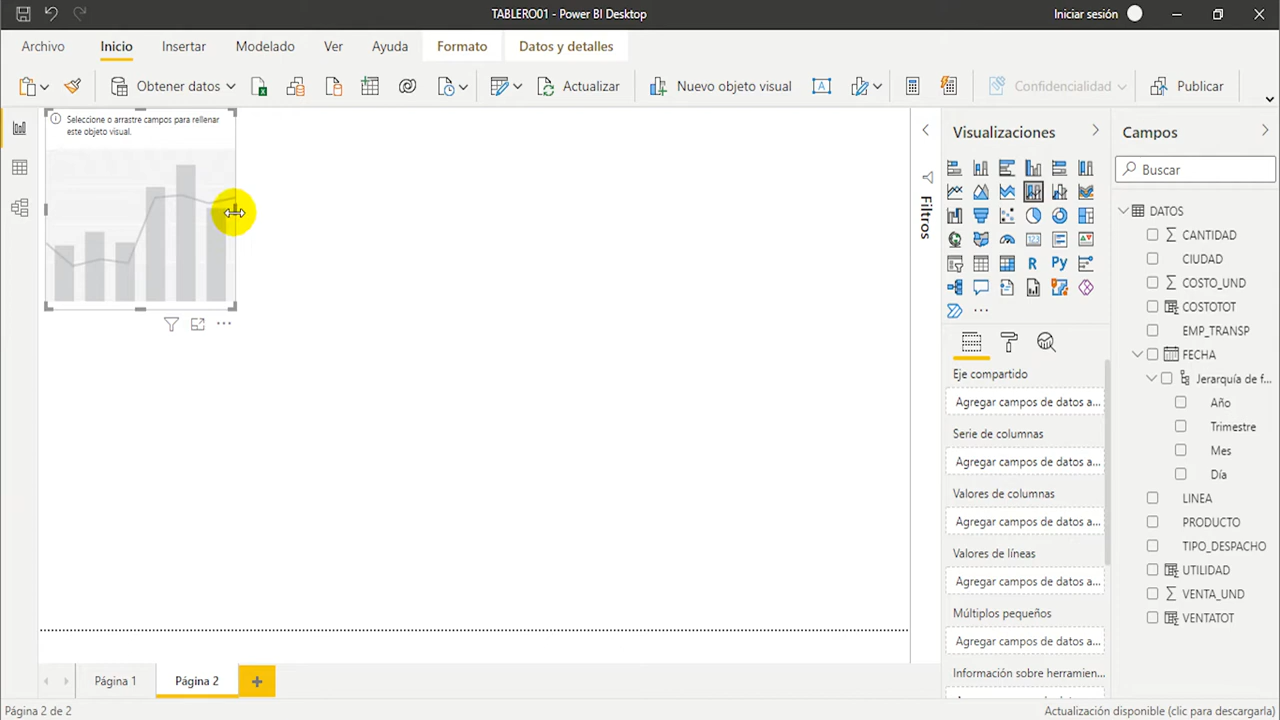 TABLERO01 - Power BI Desktop
Iniciar sesión
Archivo
Inicio
Insertar
Modelado
Ver
Ayuda
Formato
Datos y detalles
Obtener datos
Actualizar
Nuevo objeto visual
Confidencialidad
Publicar
Seleccione o arrastre campos para rellenar
este objeto visual.
Filtros
Visualizaciones
R
Py
Eje compartido
Agregar campos de datos a...
Serie de columnas
Agregar campos de datos a...
Valores de columnas
Agregar campos de datos a...
Valores de líneas
Agregar campos de datos a...
Múltiplos pequeños
Agregar campos de datos a...
Información sobre herramien...
Campos
Buscar
DATOS
CANTIDAD
CIUDAD
COSTO_UND
COSTOTOT
EMP_TRANSP
FECHA
Jerarquía de f...
Año
Trimestre
Mes
Día
LINEA
PRODUCTO
TIPO_DESPACHO
UTILIDAD
VENTA_UND
VENTATOT
Página 1
Página 2
Página 2 de 2
Actualización disponible (clic para descargarla)